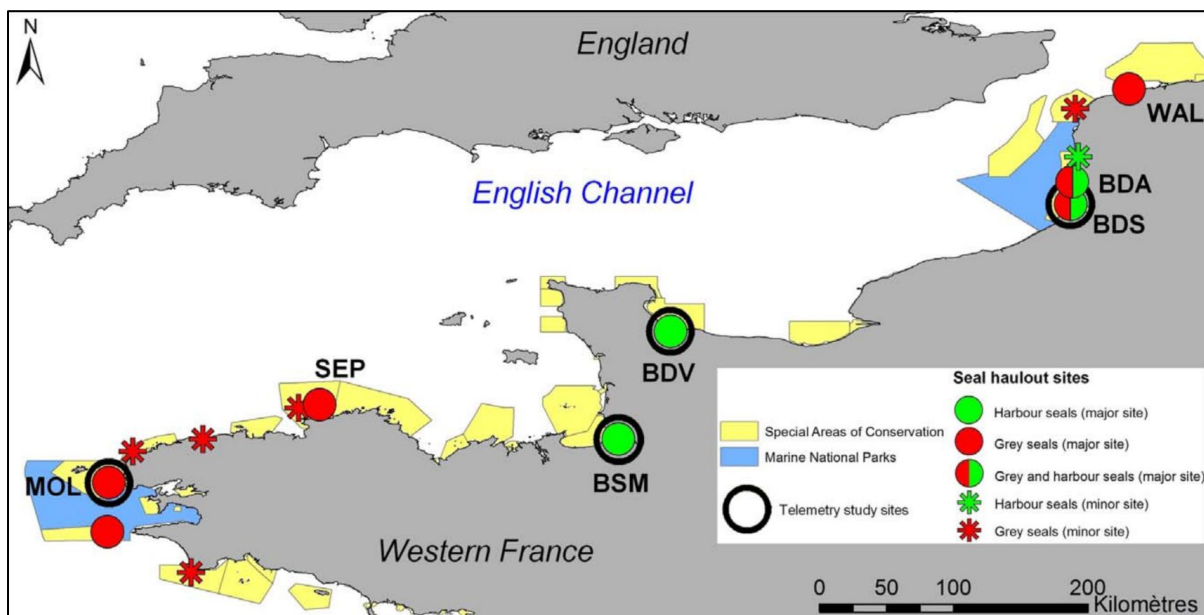 N
England
WAL
English Channel
BDA
BDS
SEP
BDV
MOL
BSM
Western France
Seal haulout sites
Harbour seals (major site)
Grey seals (major site)
Grey and harbour seals (major site)
Harbour seals (minor site)
Grey seals (minor site)
Special Areas of Conservation
Marine National Parks
Telemetry study sites
0 50 100 200
Kilomètres